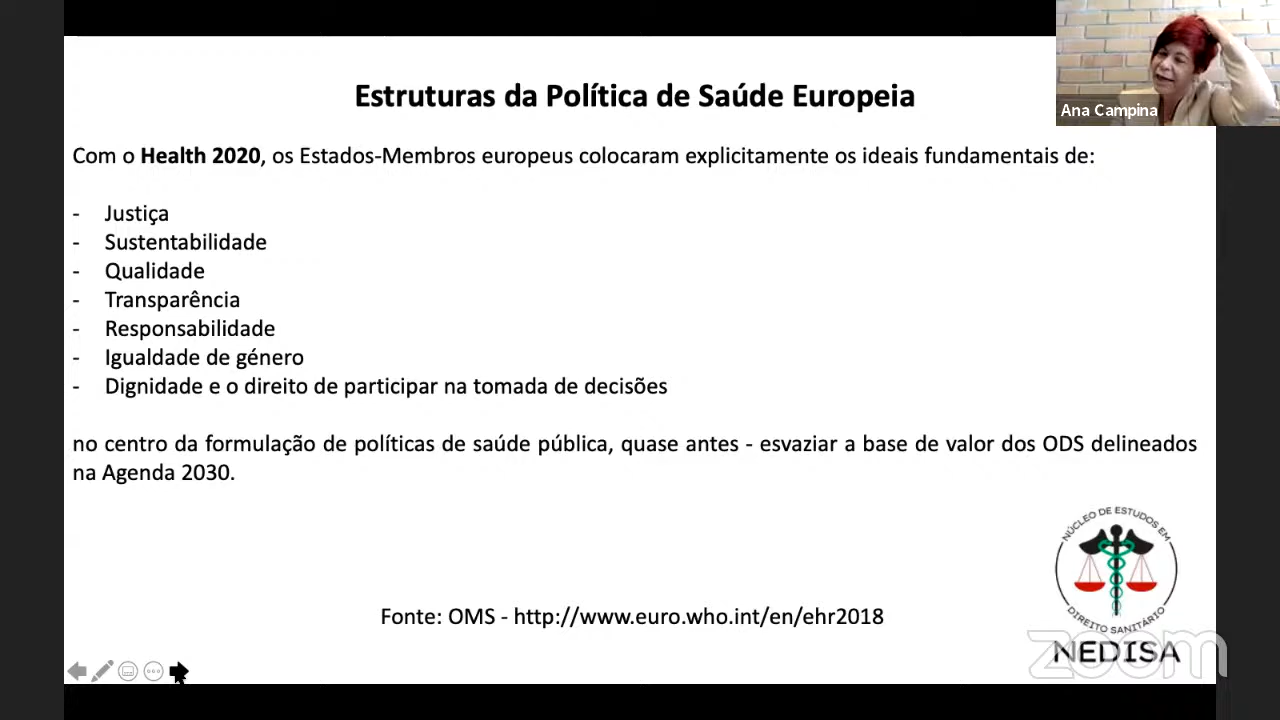 Estruturas da Política de Saúde Europeia
Ana Campina
Com o Health 2020, os Estados-Membros europeus colocaram explicitamente os ideais fundamentais de:
- Justiça
- Sustentabilidade
- Qualidade
- Transparência
- Responsabilidade
- Igualdade de género
- Dignidade e o direito de participar na tomada de decisões
no centro da formulação de políticas de saúde pública, quase antes - esvaziar a base de valor dos ODS delineados
na Agenda 2030.
NÚCLEO DE ESTUDOS EM
DIREITO SANITÁRIO
NEDISA
Fonte: OMS - http://www.euro.who.int/en/ehr2018
zoom